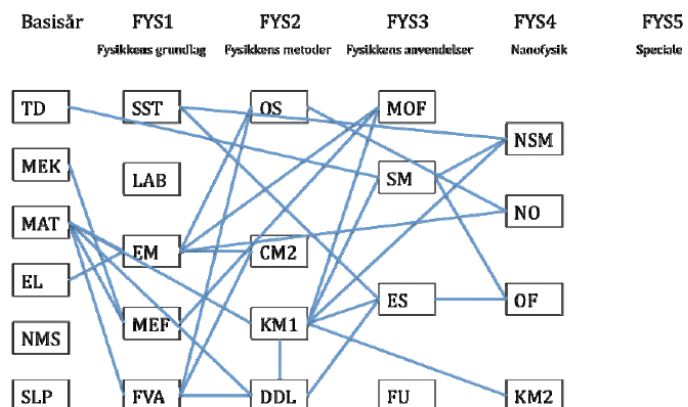 Basisår FYS1 FYS2 FYS3 FYS4 FYS5
Fysikkens grundlag Fysikkens metoder Fysikkens anvendelser Nanofysik Speciale
TD SST OS MOF
NSM
MEK LAB SM
MAT NO
EM CM2
EL ES OF
NMS MEF KM1
SLP FVA DDL FU KM2